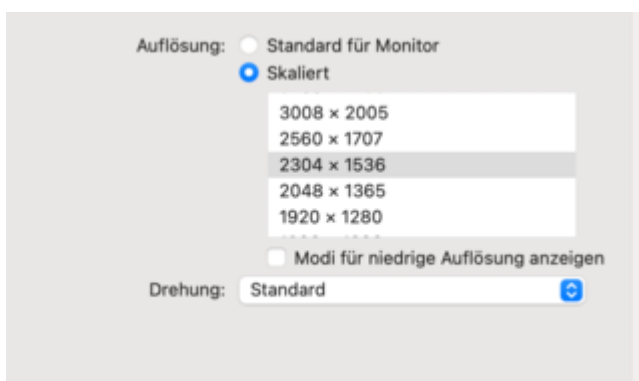 Auflösung: Standard für Monitor
Skaliert
3008 × 2005
2560 × 1707
2304 × 1536
2048 × 1365
1920 × 1280
Modi für niedrige Auflösung anzeigen
Drehung: Standard